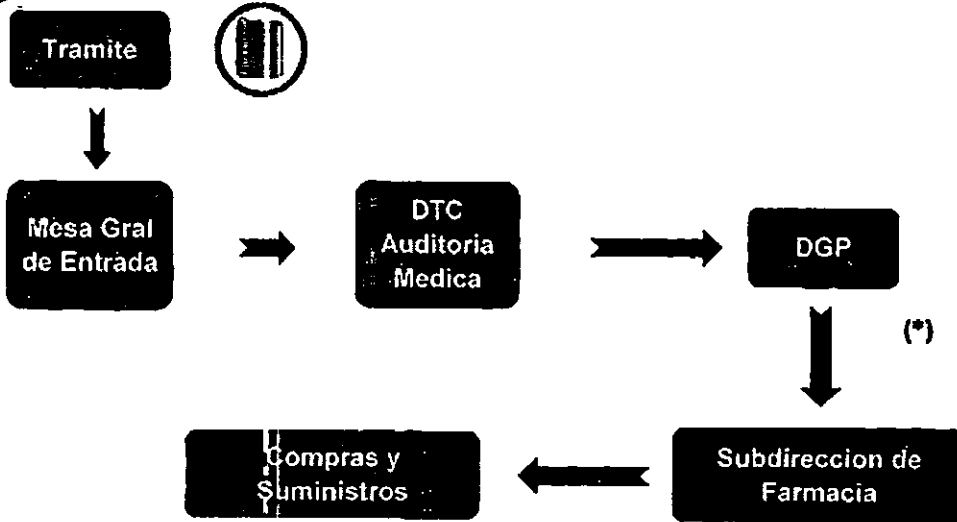 Tramite
Mesa Gral
de Entrada
DTC
Auditoria
Medica
DGP
(*)
Subdireccion de
Farmacia
Compras y
Suministros